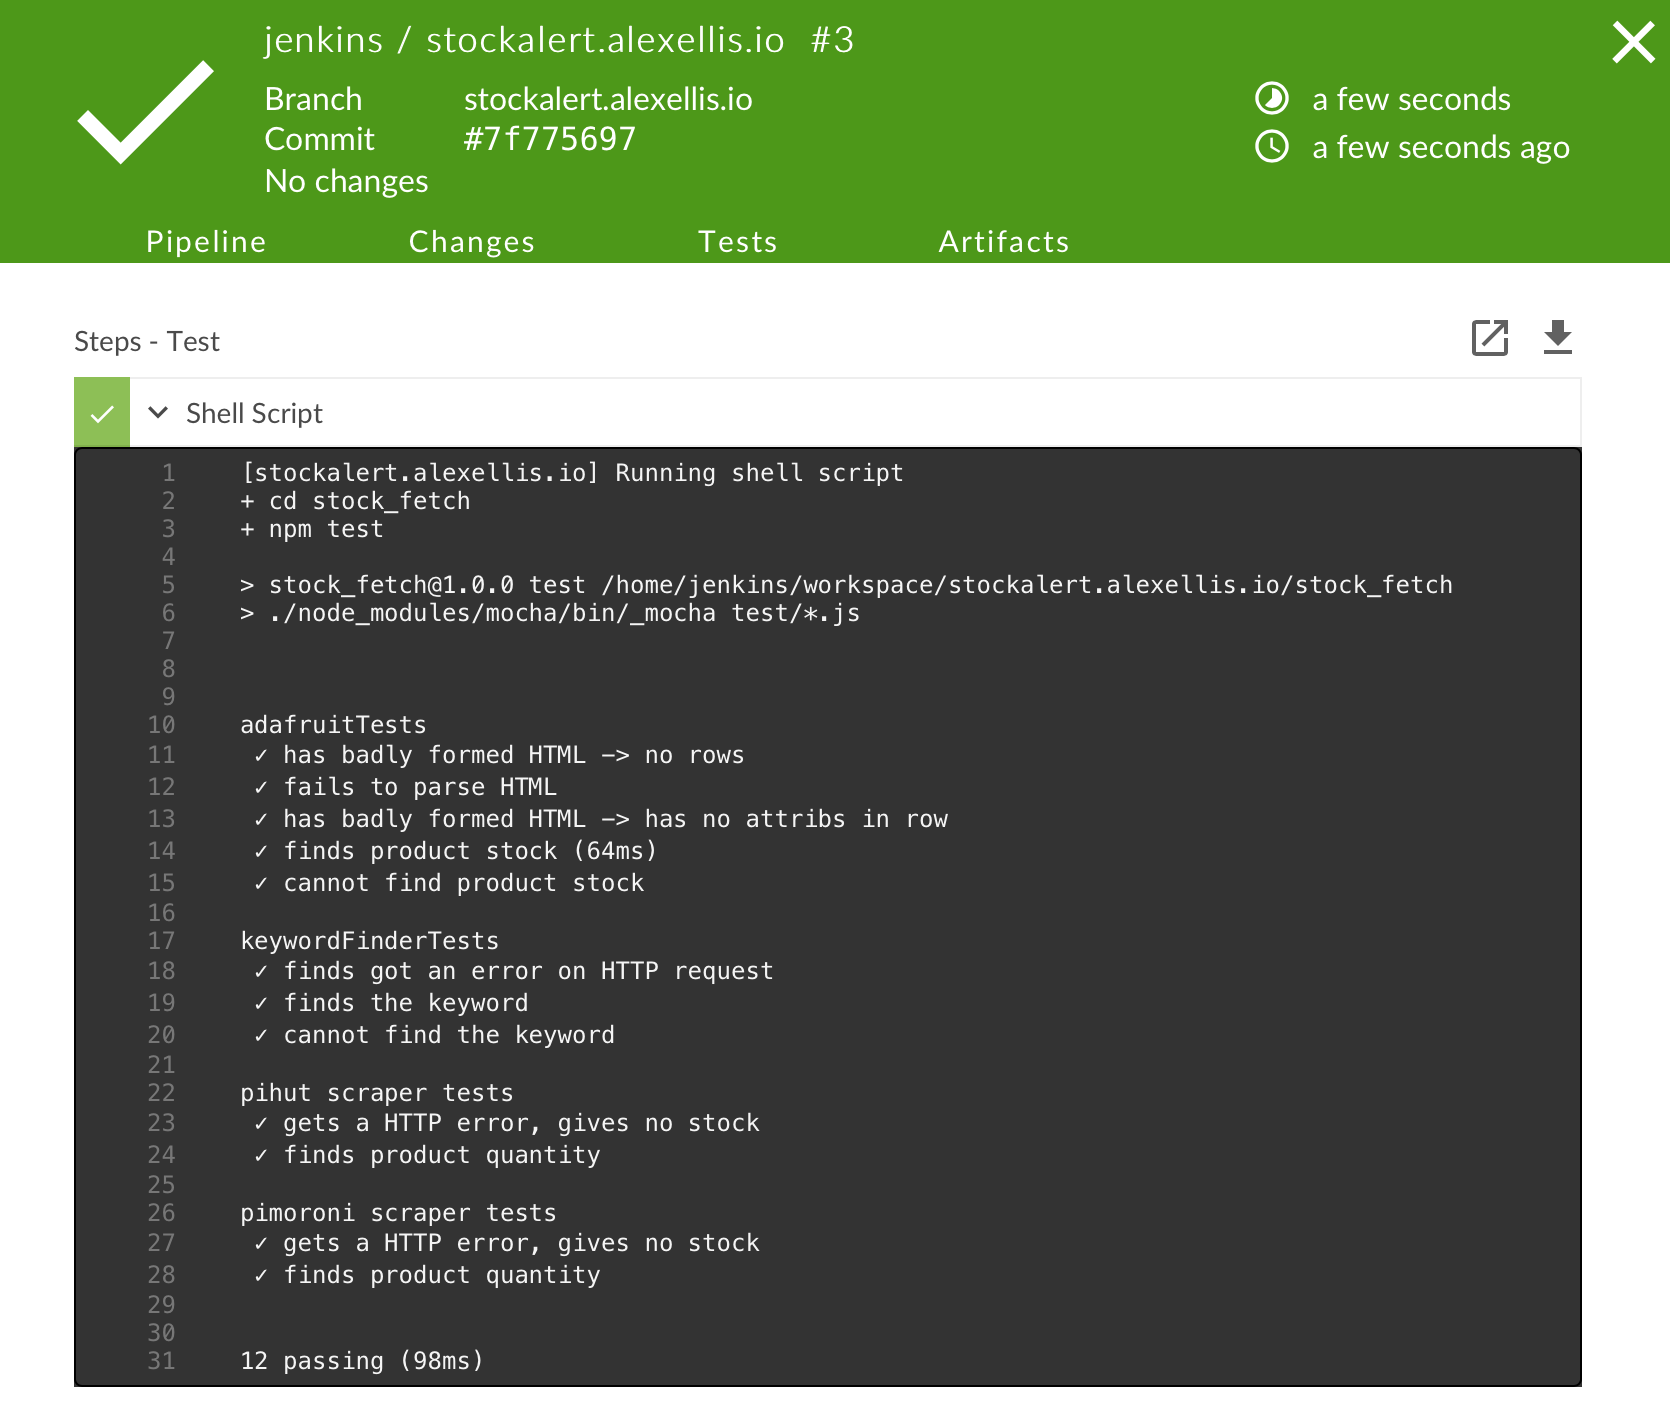 jenkins / stockalert.alexellis.io #3
Branch stockalert.alexellis.io
Commit #7f775697
No changes
a few seconds
a few seconds ago
Pipeline Changes Tests Artifacts
Steps - Test
Shell Script
1 [stockalert.alexellis.io] Running shell script
2 + cd stock_fetch
3 + npm test
4
5 > stock_fetch@1.0.0 test /home/jenkins/workspace/stockalert.alexellis.io/stock_fetch
6 > ./node_modules/mocha/bin/_mocha test/*.js
7
8
9
10 adafruitTests
11 ✓ has badly formed HTML —> no rows
12 ✓ fails to parse HTML
13 ✓ has badly formed HTML —> has no attribs in row
14 ✓ finds product stock (64ms)
15 ✓ cannot find product stock
16
17 keywordFinderTests
18 ✓ finds got an error on HTTP request
19 ✓ finds the keyword
20 ✓ cannot find the keyword
21
22 pihut scraper tests
23 ✓ gets a HTTP error, gives no stock
24 ✓ finds product quantity
25
26 pimoroni scraper tests
27 ✓ gets a HTTP error, gives no stock
28 ✓ finds product quantity
29
30
31 12 passing (98ms)